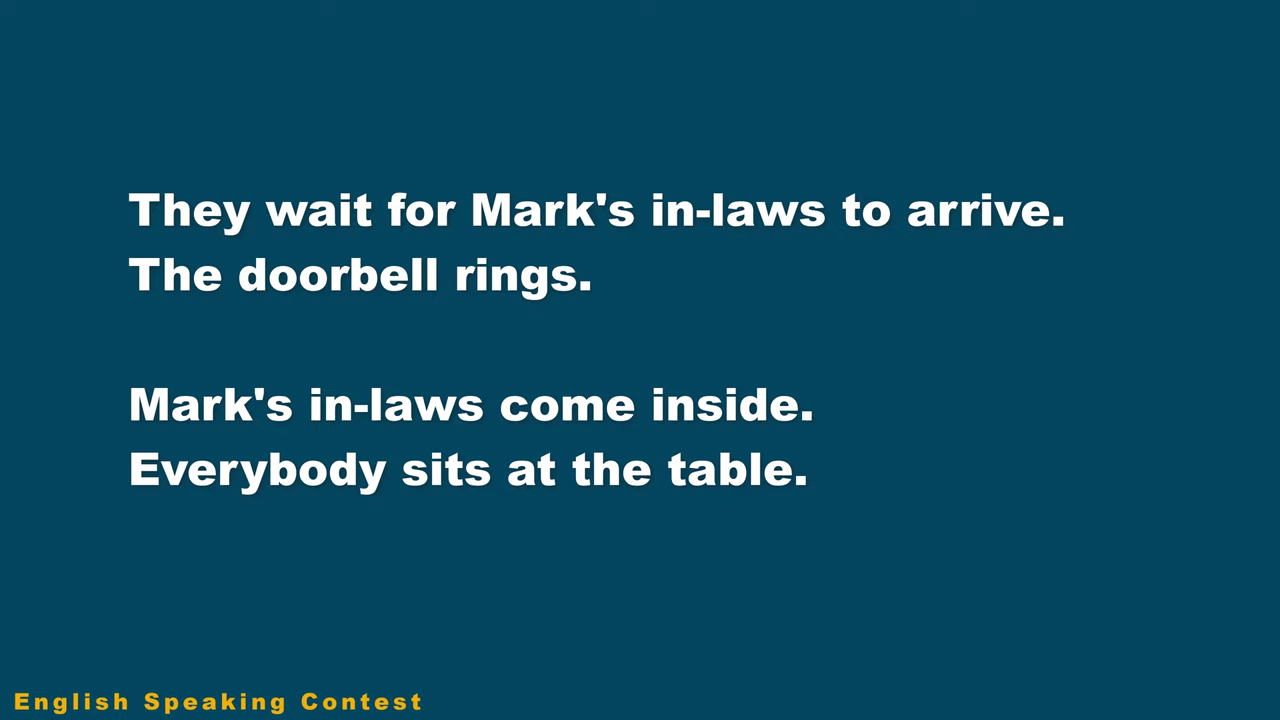 They wait for Mark's in-laws to arrive.
The doorbell rings.
Mark's in-laws come inside.
Everybody sits at the table.
English Speaking Contest